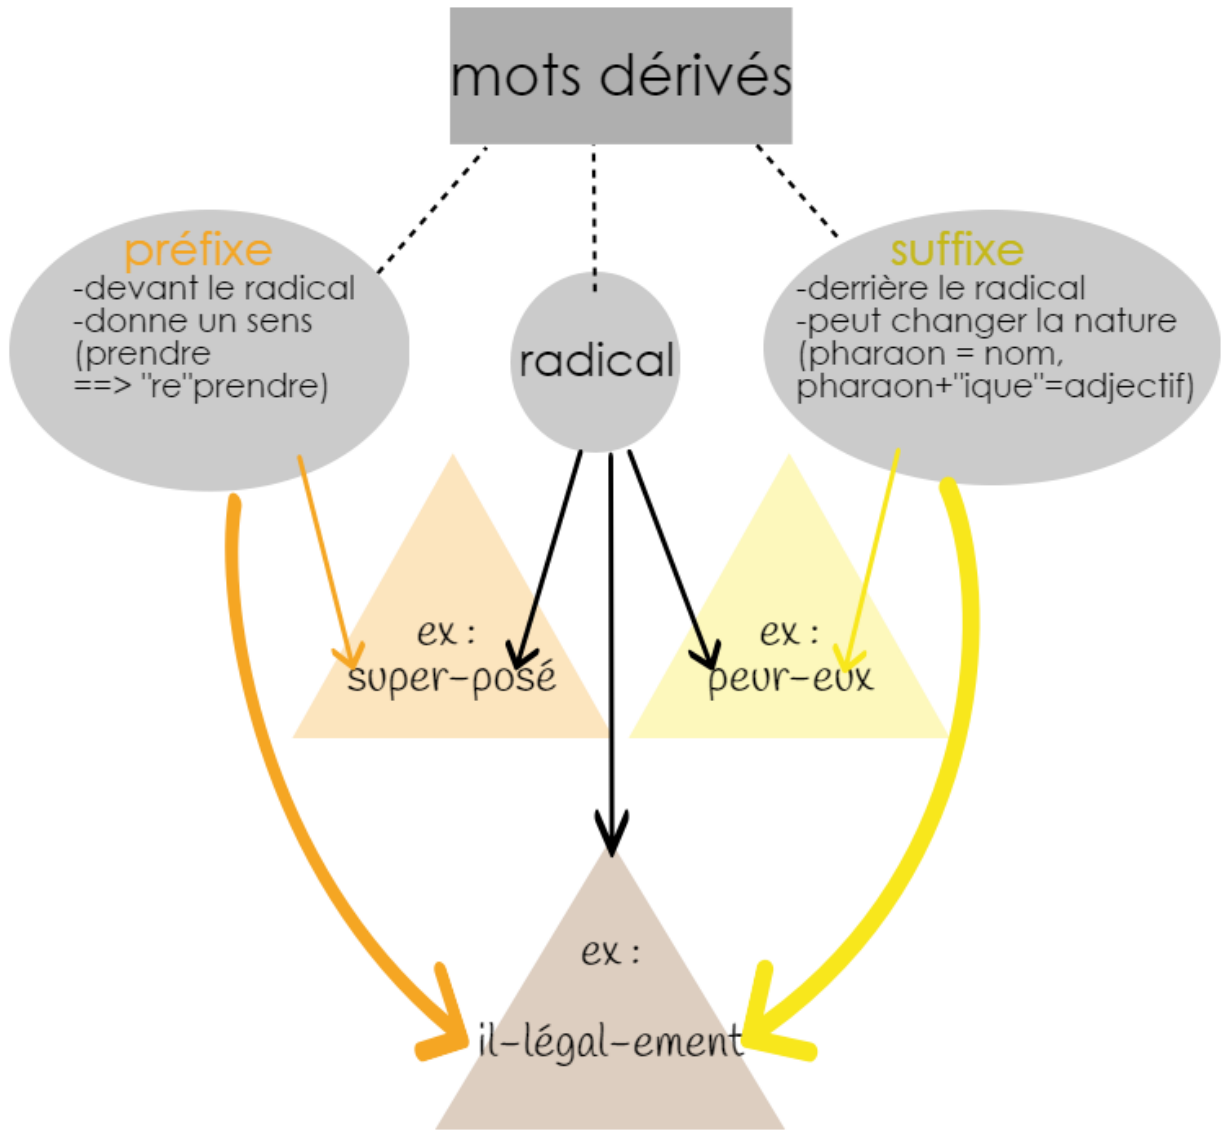 mots dérivés
préfixe
-devant le radical
-donne un sens
(prendre
==> "re"prendre)
radical
suffixe
-derrière le radical
-peut changer la nature
(pharaon = nom,
pharaon+"ique"=adjectif)
ex :
super-posé
ex :
peur-eux
ex :
il-légal-ement